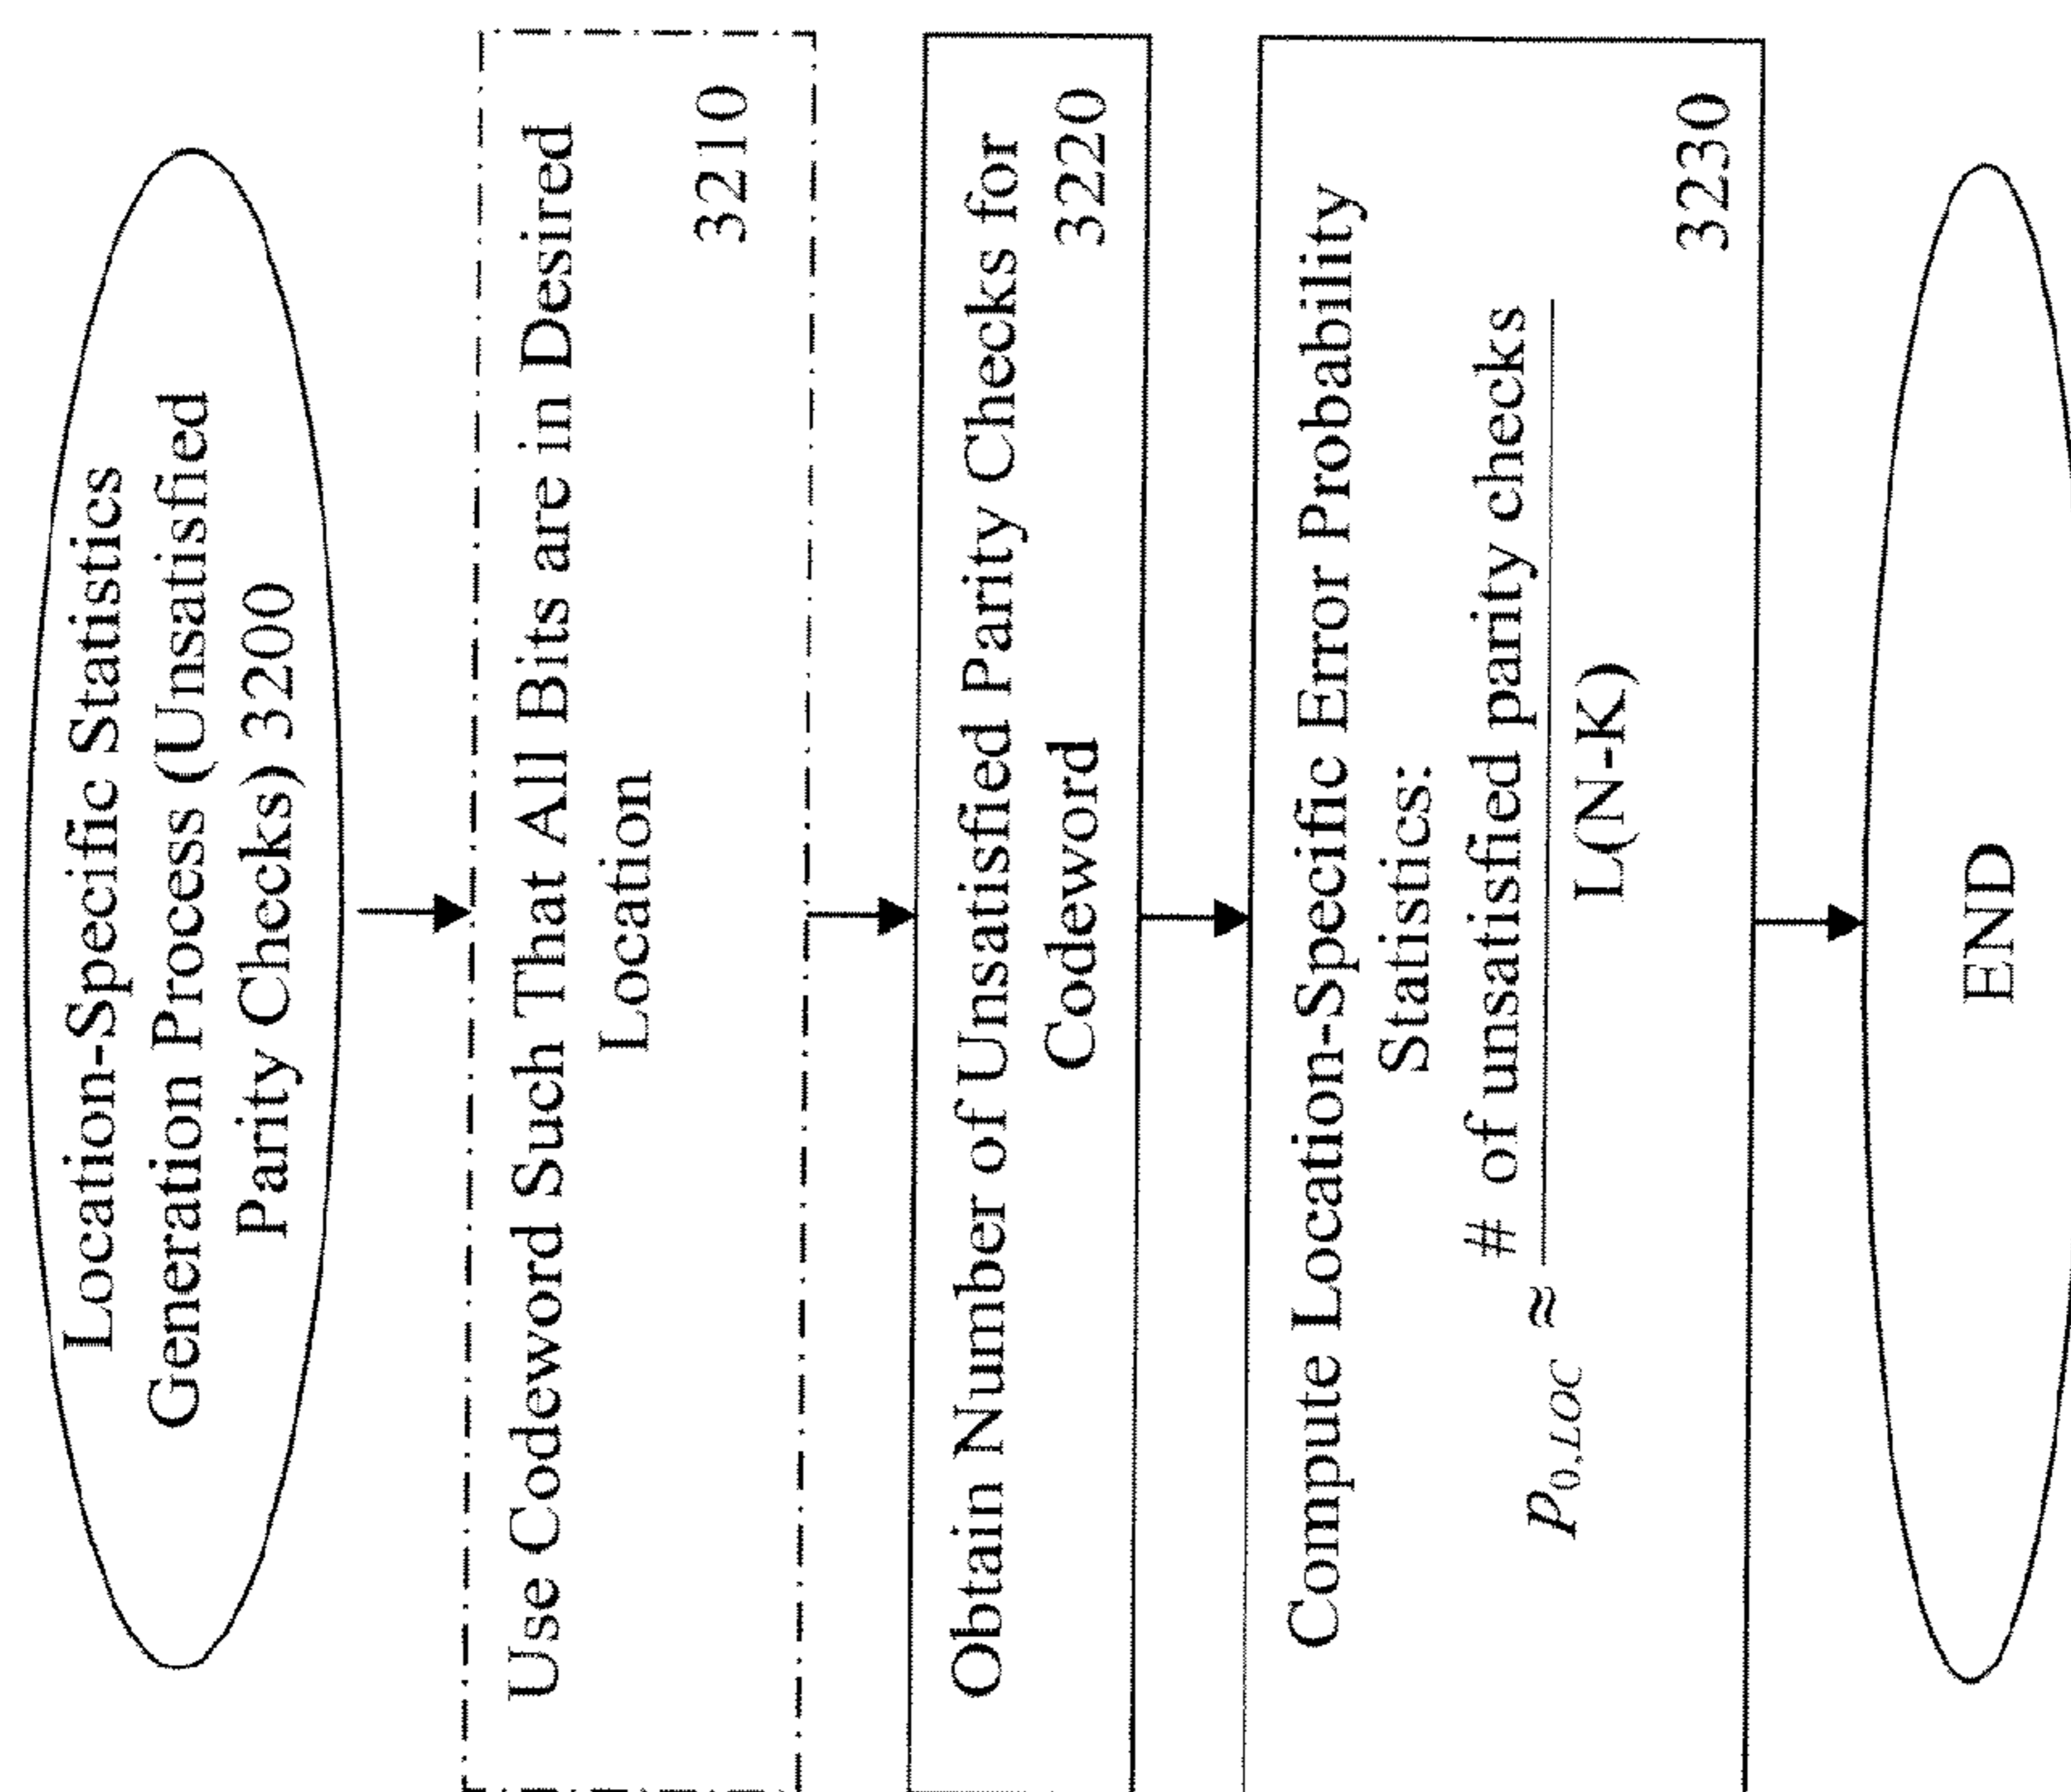 Location-Specific Statistics
Generation Process (Unsatisfied
Parity Checks) 3200
Use Codeword Such That All Bits are in Desired
Location
3210
Obtain Number of Unsatisfied Parity Checks for
Codeword
3220
Compute Location-Specific Error Probability
Statistics:
# of unsatisfied parity checks
P0,LOC ≈
L(N-K)
3230
END